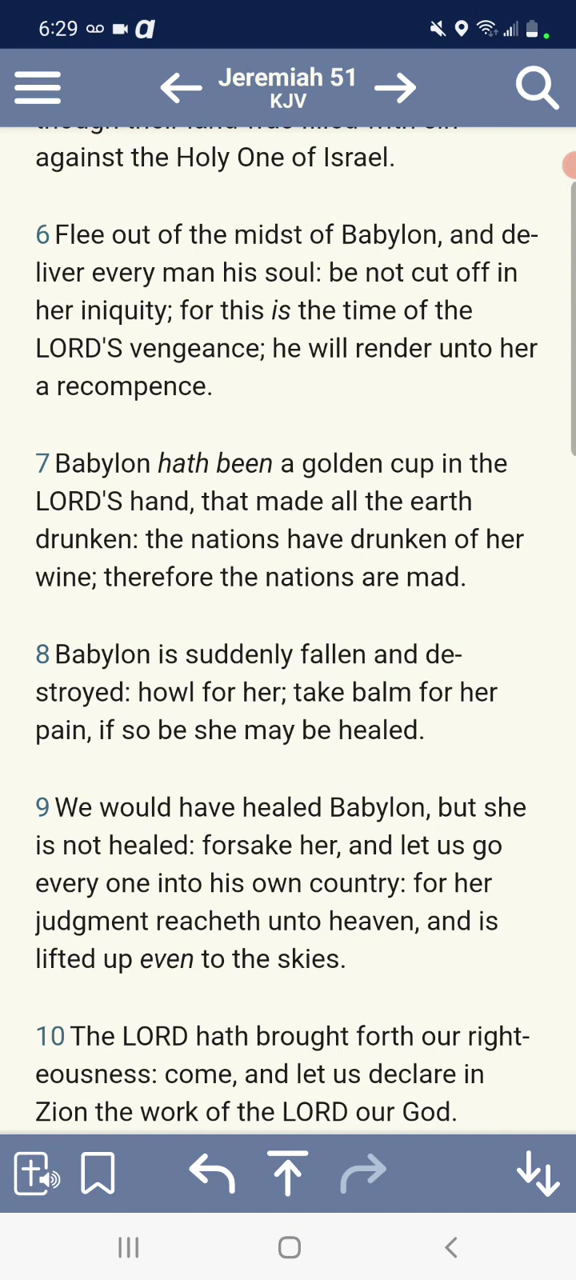 6:29
Jeremiah 51
KJV
against the Holy One of Israel.
6 Flee out of the midst of Babylon, and de-
liver every man his soul: be not cut off in
her iniquity; for this is the time of the
LORD'S vengeance; he will render unto her
a recompence.
7 Babylon hath been a golden cup in the
LORD'S hand, that made all the earth
drunken: the nations have drunken of her
wine; therefore the nations are mad.
8 Babylon is suddenly fallen and de-
stroyed: howl for her; take balm for her
pain, if so be she may be healed.
9 We would have healed Babylon, but she
is not healed: forsake her, and let us go
every one into his own country: for her
judgment reacheth unto heaven, and is
lifted up even to the skies.
10 The LORD hath brought forth our right-
eousness: come, and let us declare in
Zion the work of the LORD our God.